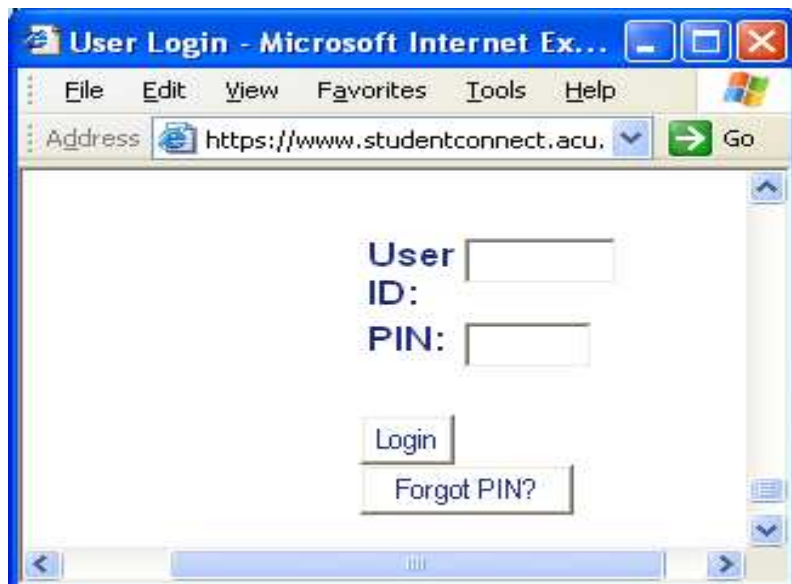 User Login - Microsoft Internet Ex...
File Edit View Favorites Tools Help
Address https://www.studentconnect.acu. Go
User
ID:
PIN:
Login
Forgot PIN?